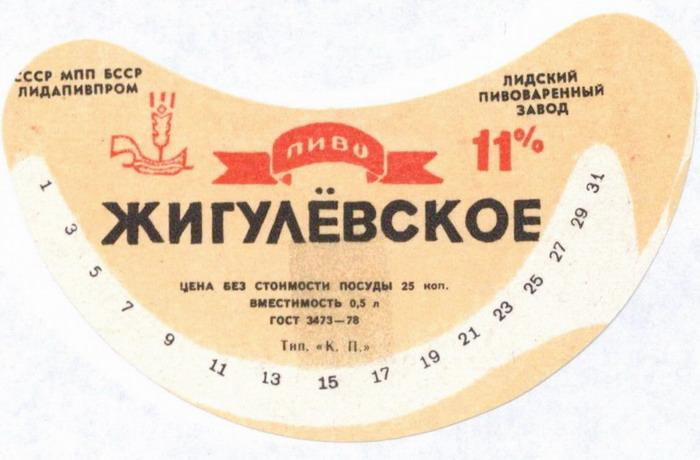 СССР МПП БССР
ЛИДАПИВПРОМ
ЛИДСКИЙ
ПИВОВАРЕННЫЙ
ЗАВОД
ПИВО
11%
ЖИГУЛЁВСКОЕ
ЦЕНА БЕЗ СТОИМОСТИ ПОСУДЫ 25 коп.
ВМЕСТИМОСТЬ 0,5 л
ГОСТ 3473—78
Тип. «К. П.»
1 3 5 7 9 11 13 15 17 19 21 23 25 27 29 31